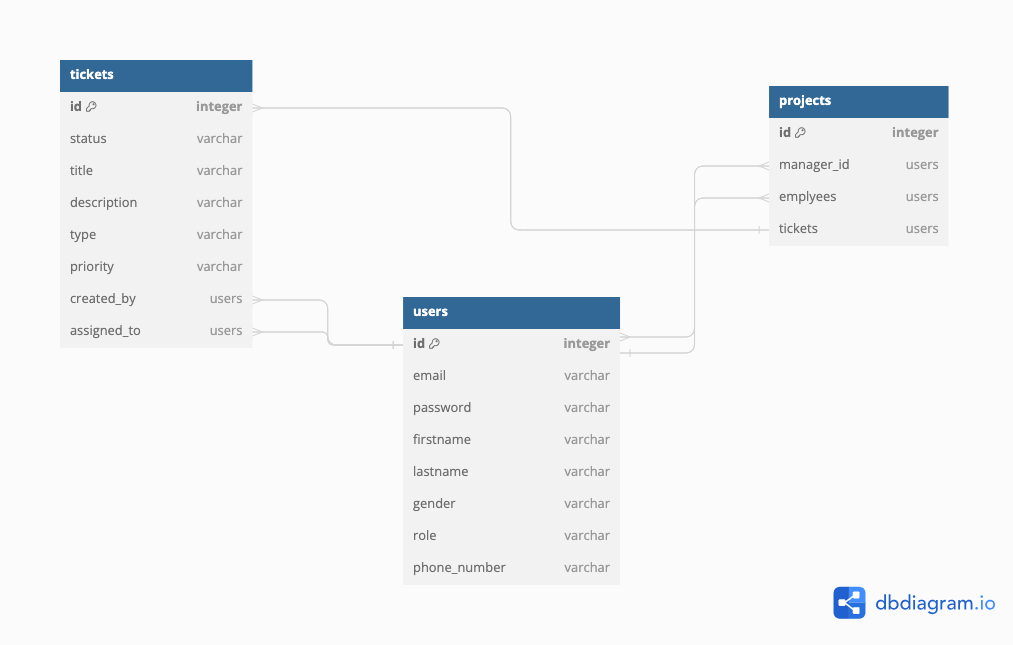 tickets
id integer
status varchar
title varchar
description varchar
type varchar
priority varchar
created_by users
assigned_to users
projects
id integer
manager_id users
emplyees users
tickets users
users
id integer
email varchar
password varchar
firstname varchar
lastname varchar
gender varchar
role varchar
phone_number varchar
dbdiagram.io